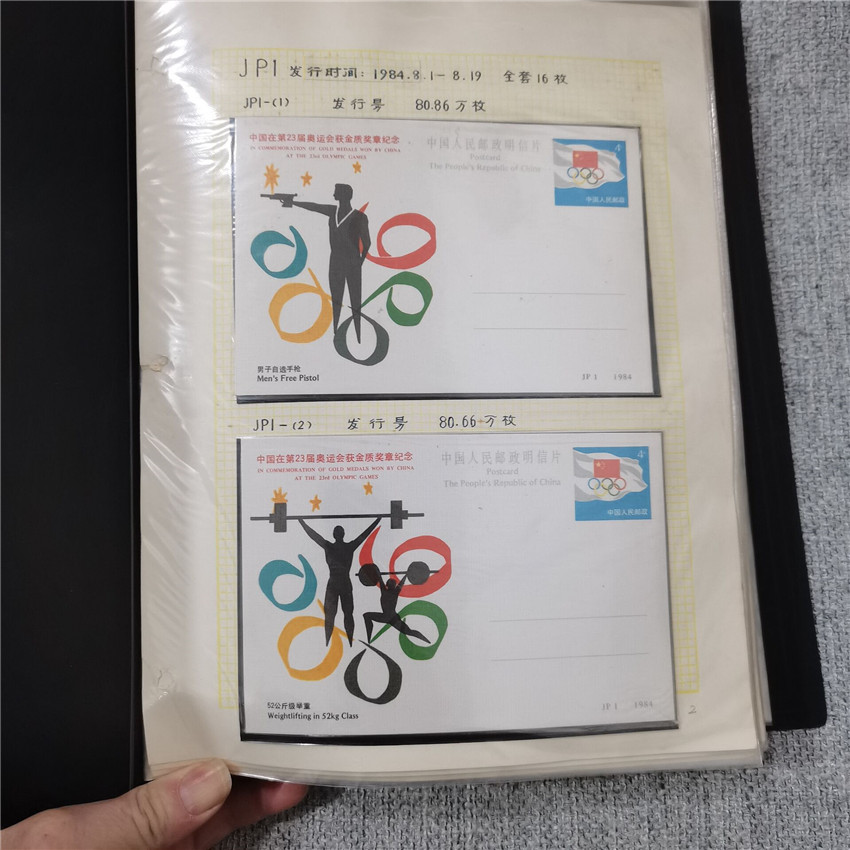 JP1 发行时间: 1984.8.1-8.19 全套16枚
JP1-(1) 发行量 80.86万枚
中国在第23届奥运会获金质奖章纪念
IN COMMEMORATION OF GOLD MEDALS WON BY CHINA
AT THE 23rd OLYMPIC GAMES
中国人民邮政明信片
Postcard
The People's Republic of China
4分
中国人民邮政
男子自选手枪
Men's Free Pistol
JP 1 1984
JP1-(2) 发行量 80.66万枚
中国在第23届奥运会获金质奖章纪念
IN COMMEMORATION OF GOLD MEDALS WON BY CHINA
AT THE 23rd OLYMPIC GAMES
中国人民邮政明信片
Postcard
The People's Republic of China
4分
中国人民邮政
52公斤级举重
Weightlifting in 52kg Class
JP 1 1984
2